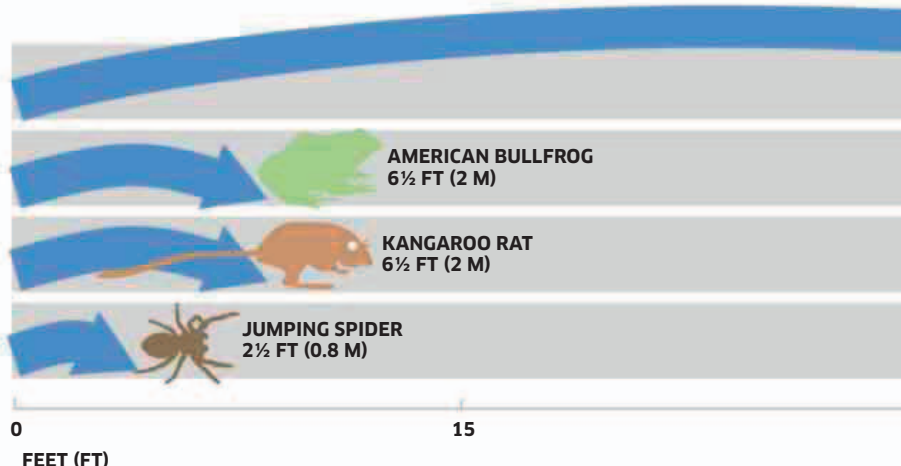 AMERICAN BULLFROG
6½ FT (2 M)
KANGAROO RAT
6½ FT (2 M)
JUMPING SPIDER
2½ FT (0.8 M)
0
15
FEET (FT)